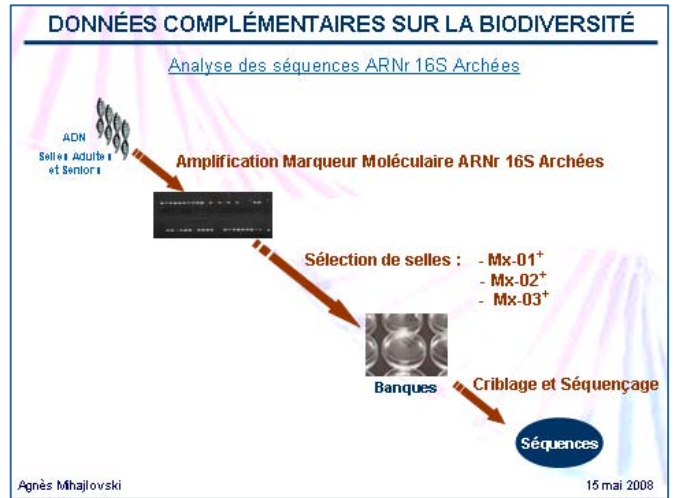 DONNÉES COMPLÉMENTAIRES SUR LA BIODIVERSITÉ
Analyse des séquences ARNr 16S Archées
ADN
Selles Adultes
et Seniors
Amplification Marqueur Moléculaire ARNr 16S Archées
Sélection de selles : - Mx-01+
- Mx-02+
- Mx-03+
Banques
Criblage et Séquençage
Séquences
Agnès Mihajlovski
15 mai 2008